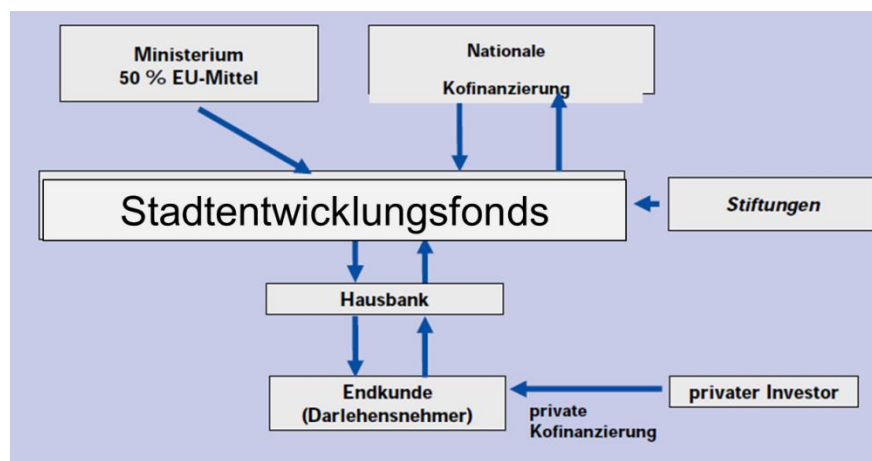 Ministerium
50 % EU-Mittel
Nationale
Kofinanzierung
Stadtentwicklungsfonds
Stiftungen
Hausbank
Endkunde
(Darlehensnehmer)
privater Investor
private
Kofinanzierung